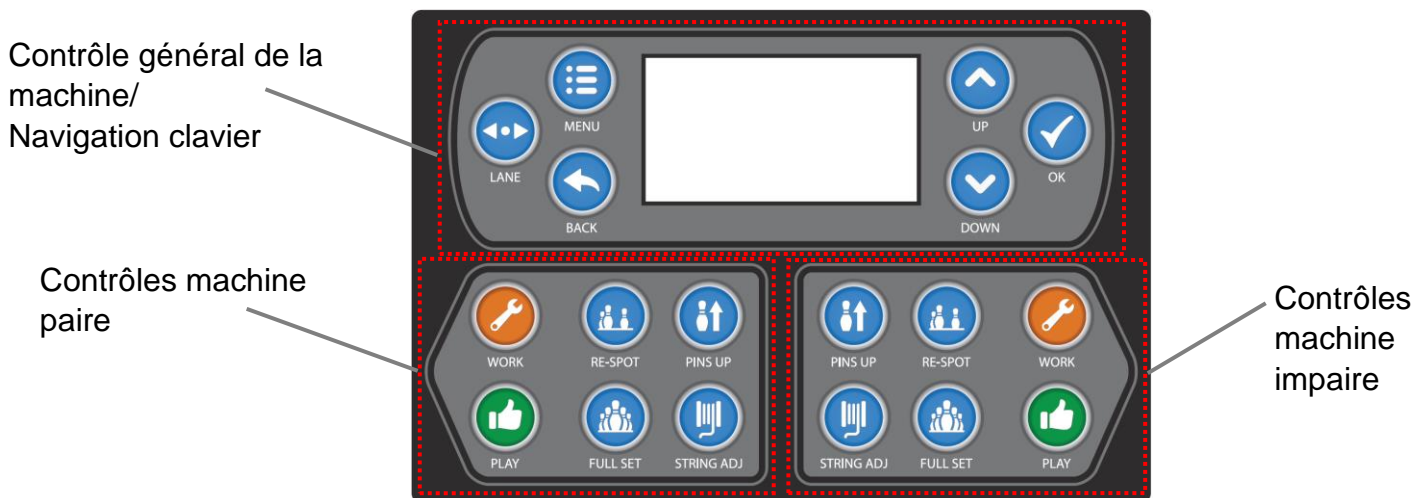 Contrôle général de la
machine/
Navigation clavier
MENU
LANE
BACK
UP
OK
DOWN
Contrôles machine
paire
WORK
RE-SPOT
PINS UP
PLAY
FULL SET
STRING ADJ
PINS UP
RE-SPOT
WORK
STRING ADJ
FULL SET
PLAY
Contrôles
machine
impaire